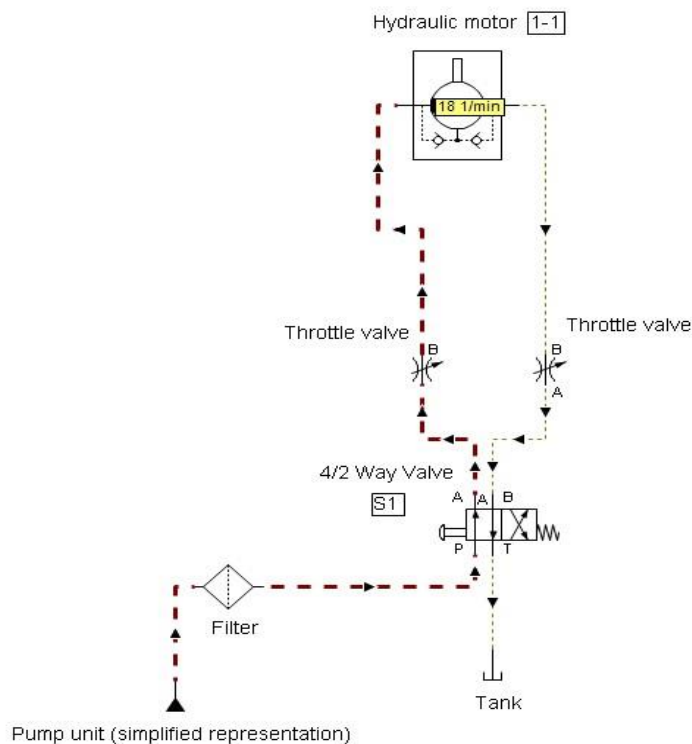 Hydraulic motor 1-1
18 1/min
Throttle valve
Throttle valve
B
B
A
4/2 Way Valve
S1
A A B
P T
Filter
Tank
Pump unit (simplified representation)